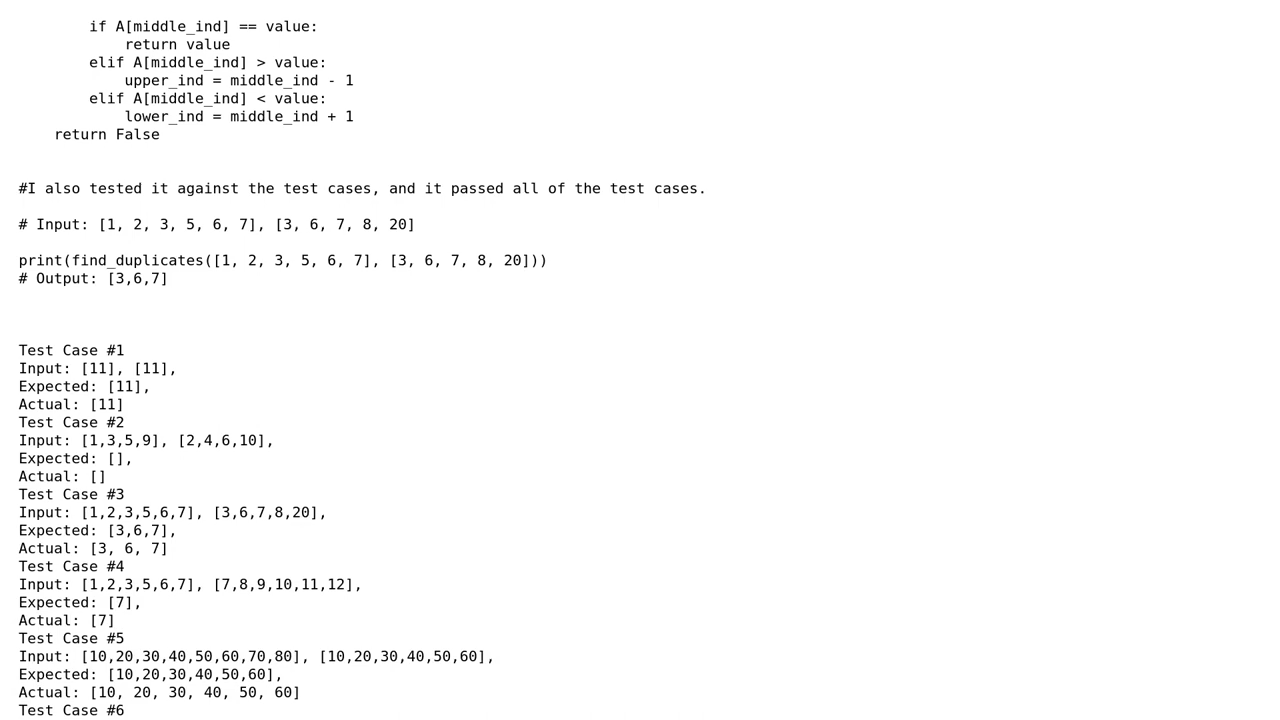 if A[middle_ind] == value:
            return value
        elif A[middle_ind] > value:
            upper_ind = middle_ind - 1
        elif A[middle_ind] < value:
            lower_ind = middle_ind + 1
    return False
#I also tested it against the test cases, and it passed all of the test cases.
# Input: [1, 2, 3, 5, 6, 7], [3, 6, 7, 8, 20]
print(find_duplicates([1, 2, 3, 5, 6, 7], [3, 6, 7, 8, 20]))
# Output: [3,6,7]
Test Case #1
Input: [11], [11],
Expected: [11],
Actual: [11]
Test Case #2
Input: [1,3,5,9], [2,4,6,10],
Expected: [],
Actual: []
Test Case #3
Input: [1,2,3,5,6,7], [3,6,7,8,20],
Expected: [3,6,7],
Actual: [3, 6, 7]
Test Case #4
Input: [1,2,3,5,6,7], [7,8,9,10,11,12],
Expected: [7],
Actual: [7]
Test Case #5
Input: [10,20,30,40,50,60,70,80], [10,20,30,40,50,60],
Expected: [10,20,30,40,50,60],
Actual: [10, 20, 30, 40, 50, 60]
Test Case #6